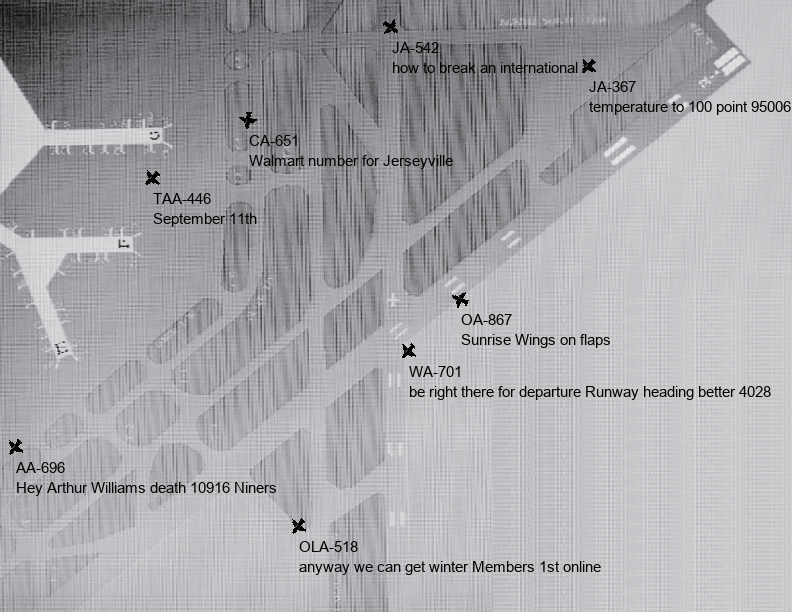 JA-542
how to break an international
JA-367
temperature to 100 point 95006
CA-651
Walmart number for Jerseyville
TAA-446
September 11th
OA-867
Sunrise Wings on flaps
WA-701
be right there for departure Runway heading better 4028
AA-696
Hey Arthur Williams death 10916 Niners
OLA-518
anyway we can get winter Members 1st online